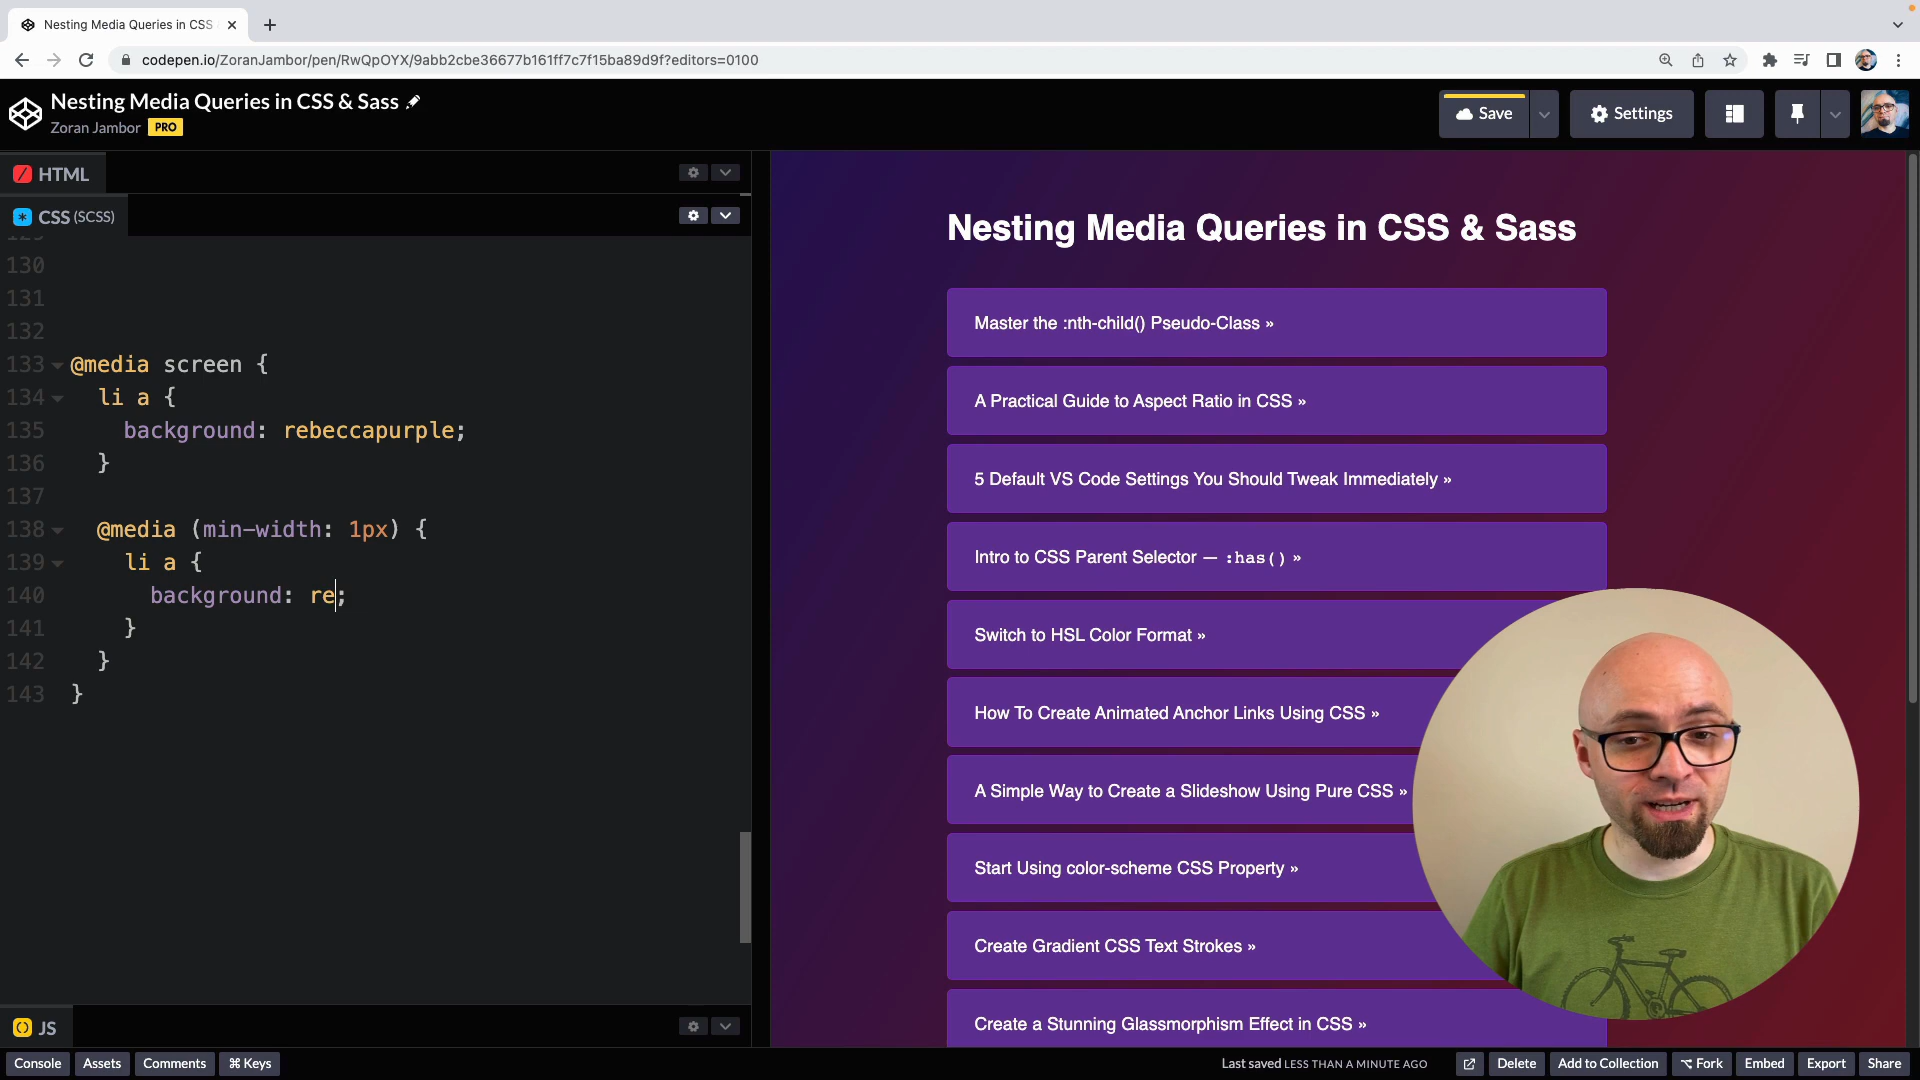 Nesting Media Queries in CSS
codepen.io/ZoranJambor/pen/RwQpOYX/9abb2cbe36677b161ff7c7f15ba89d9f?editors=0100
Nesting Media Queries in CSS & Sass
Zoran Jambor PRO
Save
Settings
HTML
CSS (SCSS)
130
131
132
133 @media screen {
134 li a {
135 background: rebeccapurple;
136 }
137
138 @media (min-width: 1px) {
139 li a {
140 background: re;
141 }
142 }
143 }
JS
Nesting Media Queries in CSS & Sass
Master the :nth-child() Pseudo-Class »
A Practical Guide to Aspect Ratio in CSS »
5 Default VS Code Settings You Should Tweak Immediately »
Intro to CSS Parent Selector — :has() »
Switch to HSL Color Format »
How To Create Animated Anchor Links Using CSS »
A Simple Way to Create a Slideshow Using Pure CSS »
Start Using color-scheme CSS Property »
Create Gradient CSS Text Strokes »
Create a Stunning Glassmorphism Effect in CSS »
Console Assets Comments ⌘ Keys
Last saved LESS THAN A MINUTE AGO
Delete Add to Collection ⌥ Fork Embed Export Share